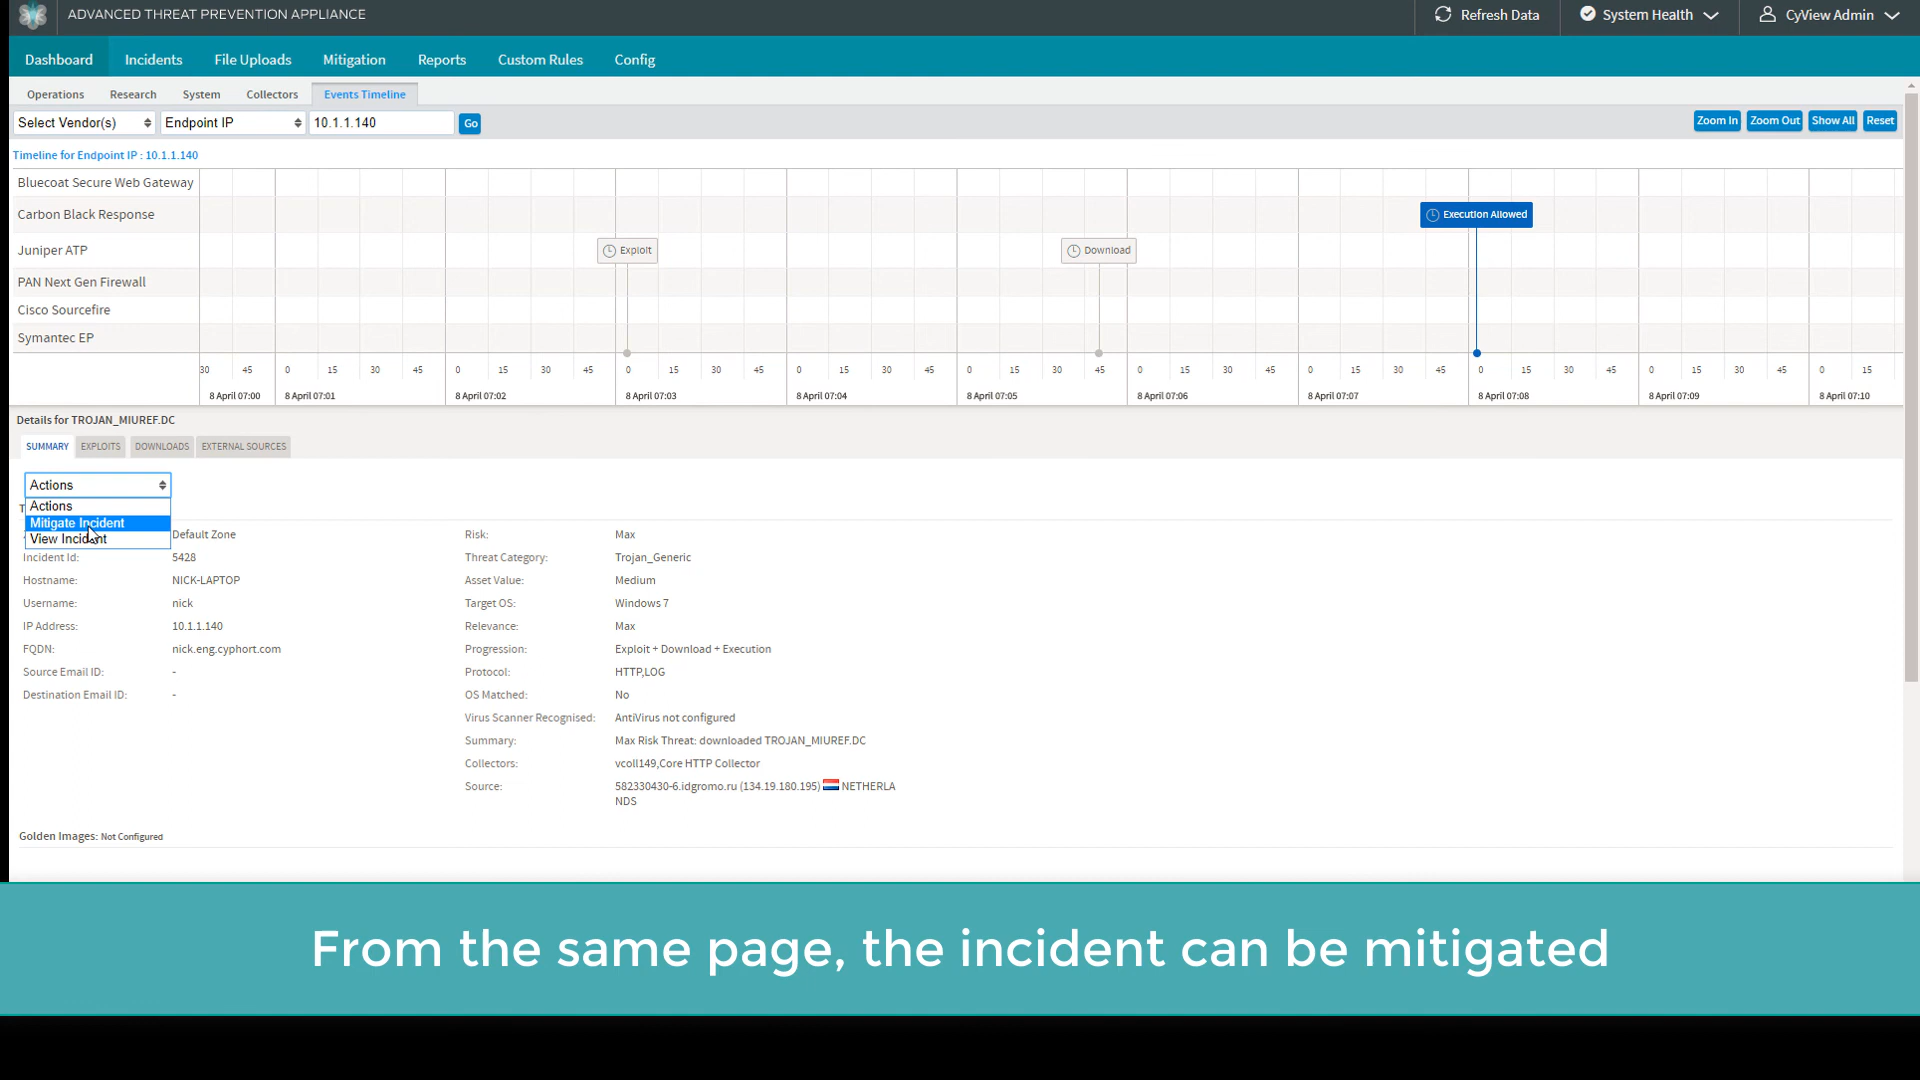 ADVANCED THREAT PREVENTION APPLIANCE
Refresh Data
System Health
CyView Admin
Dashboard
Incidents
File Uploads
Mitigation
Reports
Custom Rules
Config
Operations
Research
System
Collectors
Events Timeline
Select Vendor(s)
Endpoint IP
10.1.1.140
Go
Zoom In
Zoom Out
Show All
Reset
Timeline for Endpoint IP : 10.1.1.140
Bluecoat Secure Web Gateway
Carbon Black Response
Execution Allowed
Juniper ATP
Exploit
Download
PAN Next Gen Firewall
Cisco Sourcefire
Symantec EP
30 45 0 15 30 45 0 15 30 45 0 15 30 45 0 15 30 45 0 15 30 45 0 15 30 45 0 15 30 45 0 15 30 45 0 15 30 45 0 15
8 April 07:00 8 April 07:01 8 April 07:02 8 April 07:03 8 April 07:04 8 April 07:05 8 April 07:06 8 April 07:07 8 April 07:08 8 April 07:09 8 April 07:10
Details for TROJAN_MIUREF.DC
SUMMARY
EXPLOITS
DOWNLOADS
EXTERNAL SOURCES
Actions
Actions
Mitigate Incident
View Incident
Default Zone
Incident Id: 5428
Hostname: NICK-LAPTOP
Username: nick
IP Address: 10.1.1.140
FQDN: nick.eng.cyphort.com
Source Email ID: -
Destination Email ID: -
Risk: Max
Threat Category: Trojan_Generic
Asset Value: Medium
Target OS: Windows 7
Relevance: Max
Progression: Exploit + Download + Execution
Protocol: HTTP,LOG
OS Matched: No
Virus Scanner Recognised: AntiVirus not configured
Summary: Max Risk Threat: downloaded TROJAN_MIUREF.DC
Collectors: vcoll149,Core HTTP Collector
Source: 582330430-6.idgromo.ru (134.19.180.195) NETHERLA
NDS
Golden Images: Not Configured
From the same page, the incident can be mitigated